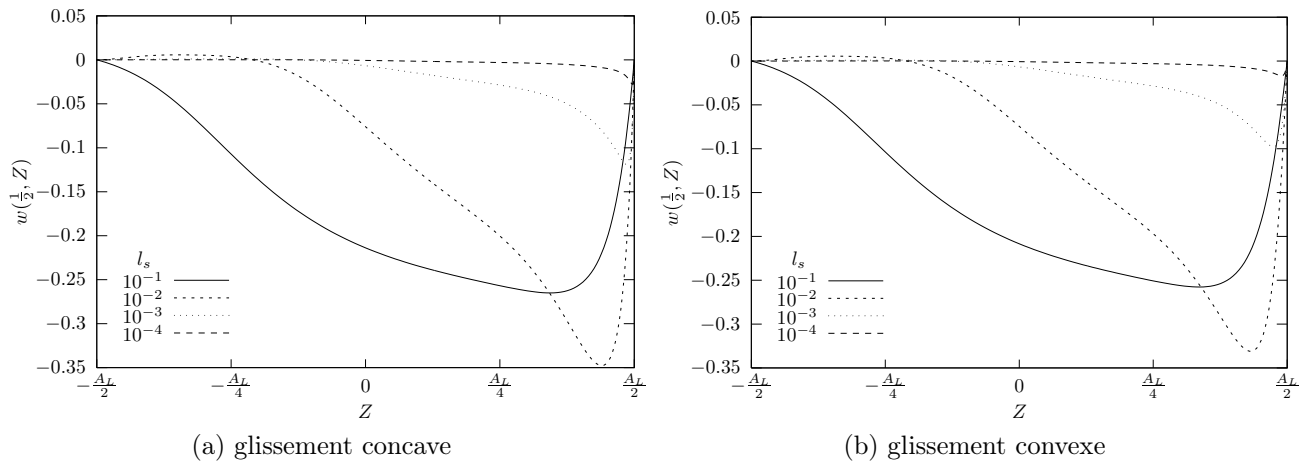 0.05
0
−0.05
−0.1
−0.15
−0.2
−0.25
−0.3
−0.35
w(1/2, Z)
l_s
10^−1
10^−2
10^−3
10^−4
−A_L/2
−A_L/4
0
A_L/4
A_L/2
Z
(a) glissement concave
0.05
0
−0.05
−0.1
−0.15
−0.2
−0.25
−0.3
−0.35
w(1/2, Z)
l_s
10^−1
10^−2
10^−3
10^−4
−A_L/2
−A_L/4
0
A_L/4
A_L/2
Z
(b) glissement convexe